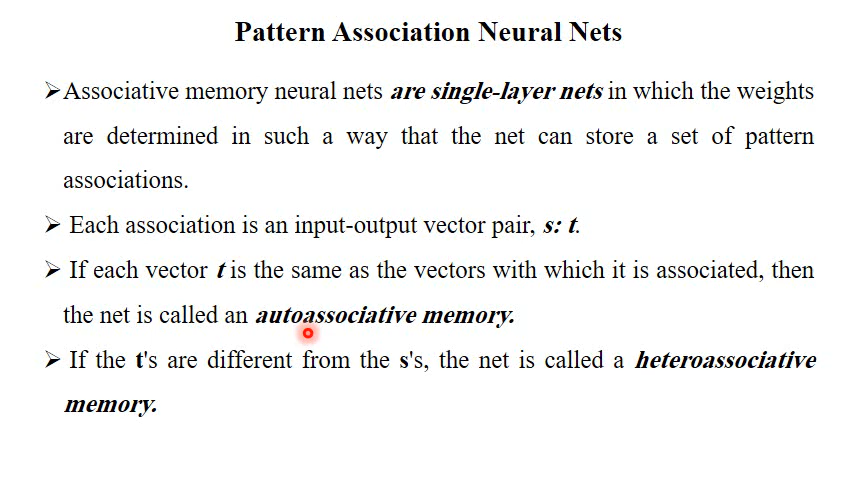 Pattern Association Neural Nets
➢Associative memory neural nets are single-layer nets in which the weights
are determined in such a way that the net can store a set of pattern
associations.
➢ Each association is an input-output vector pair, s: t.
➢ If each vector t is the same as the vectors with which it is associated, then
the net is called an autoassociative memory.
➢ If the t's are different from the s's, the net is called a heteroassociative
memory.